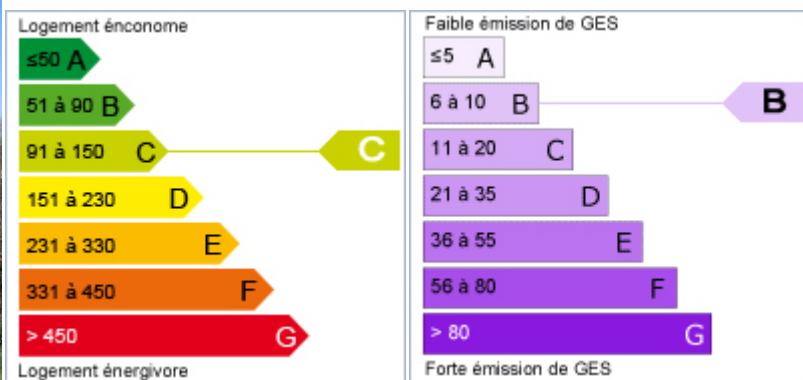 Logement énconome
≤50 A
51 à 90 B
91 à 150 C C
151 à 230 D
231 à 330 E
331 à 450 F
> 450 G
Logement énergivore
Faible émission de GES
≤5 A
6 à 10 B B
11 à 20 C
21 à 35 D
36 à 55 E
56 à 80 F
> 80 G
Forte émission de GES